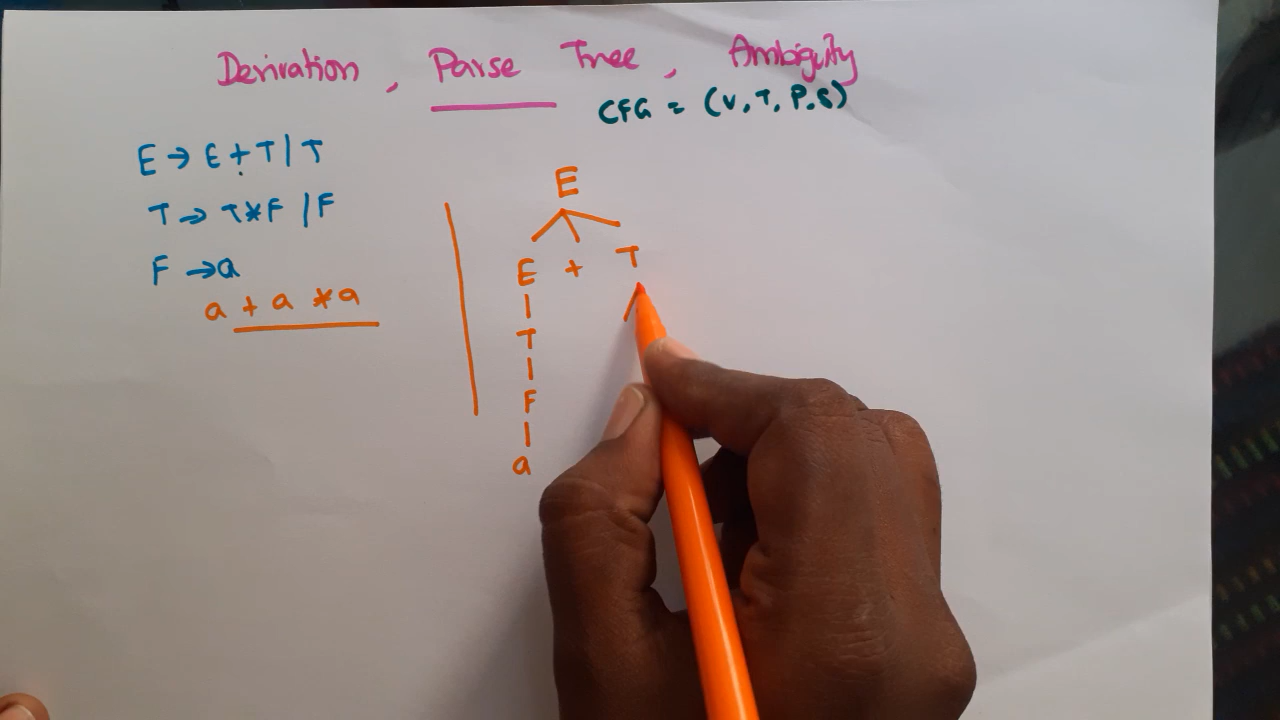 Derivation, Parse Tree, Ambiguity
CFG = (V, T, P, S)
E → E + T | T
T → T * F | F
F → a
a + a * a
E
E + T
T
F
a